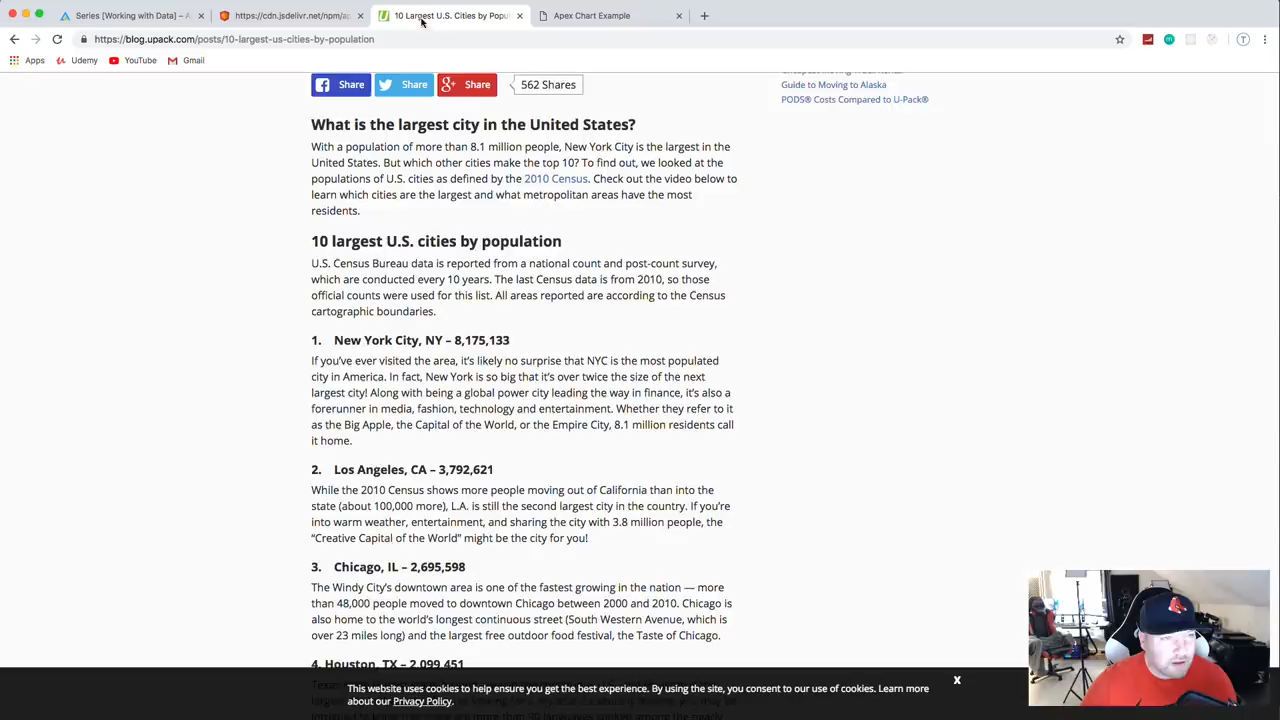 Series [Working with Data] – A
https://cdn.jsdelivr.net/npm/ap
10 Largest U.S. Cities by Popu
Apex Chart Example
https://blog.upack.com/posts/10-largest-us-cities-by-population
T
Apps
Udemy
YouTube
Gmail
Share
Share
Share
562 Shares
Guide to Moving to Alaska
PODS® Costs Compared to U-Pack®
What is the largest city in the United States?
With a population of more than 8.1 million people, New York City is the largest in the
United States. But which other cities make the top 10? To find out, we looked at the
populations of U.S. cities as defined by the 2010 Census. Check out the video below to
learn which cities are the largest and what metropolitan areas have the most
residents.
10 largest U.S. cities by population
U.S. Census Bureau data is reported from a national count and post-count survey,
which are conducted every 10 years. The last Census data is from 2010, so those
official counts were used for this list. All areas reported are according to the Census
cartographic boundaries.
1. New York City, NY – 8,175,133
If you’ve ever visited the area, it’s likely no surprise that NYC is the most populated
city in America. In fact, New York is so big that it’s over twice the size of the next
largest city! Along with being a global power city leading the way in finance, it’s also a
forerunner in media, fashion, technology and entertainment. Whether they refer to it
as the Big Apple, the Capital of the World, or the Empire City, 8.1 million residents call
it home.
2. Los Angeles, CA – 3,792,621
While the 2010 Census shows more people moving out of California than into the
state (about 100,000 more), L.A. is still the second largest city in the country. If you’re
into warm weather, entertainment, and sharing the city with 3.8 million people, the
“Creative Capital of the World” might be the city for you!
3. Chicago, IL – 2,695,598
The Windy City’s downtown area is one of the fastest growing in the nation — more
than 48,000 people moved to downtown Chicago between 2000 and 2010. Chicago is
also home to the world’s longest continuous street (South Western Avenue, which is
over 23 miles long) and the largest free outdoor food festival, the Taste of Chicago.
4. Houston, TX – 2,099,451
This website uses cookies to help ensure you get the best experience. By using the site, you consent to our use of cookies. Learn more
about our Privacy Policy.
X